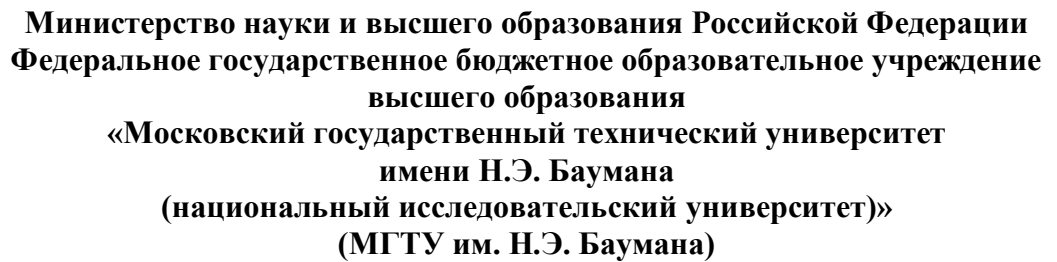 Министерство науки и высшего образования Российской Федерации
Федеральное государственное бюджетное образовательное учреждение
высшего образования
«Московский государственный технический университет
имени Н.Э. Баумана
(национальный исследовательский университет)»
(МГТУ им. Н.Э. Баумана)